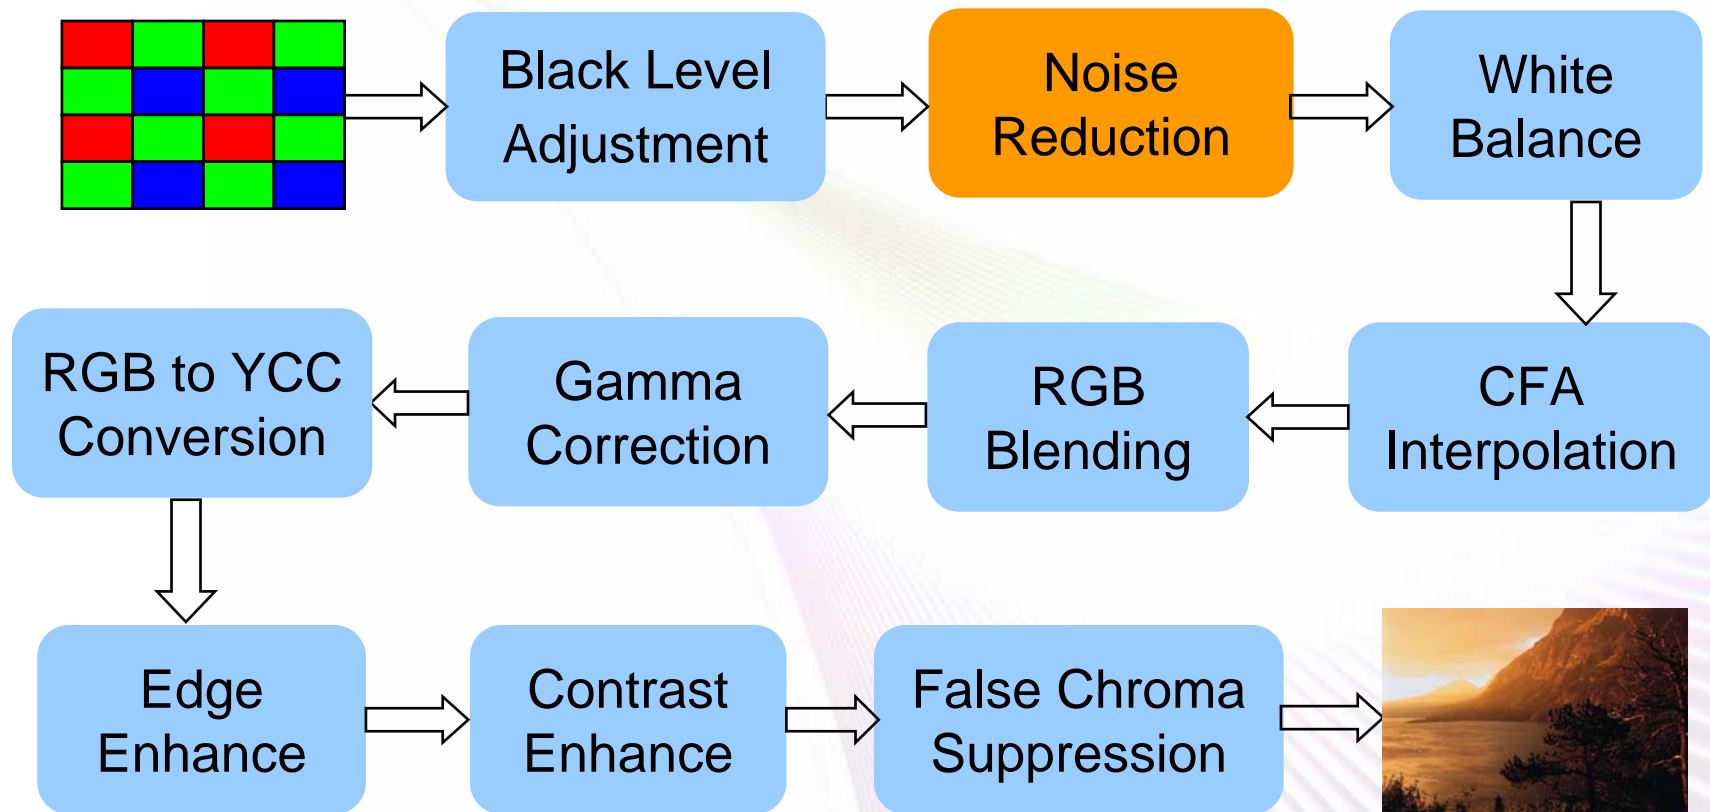 Black Level
Adjustment
Noise
Reduction
White
Balance
RGB to YCC
Conversion
Gamma
Correction
RGB
Blending
CFA
Interpolation
Edge
Enhance
Contrast
Enhance
False Chroma
Suppression